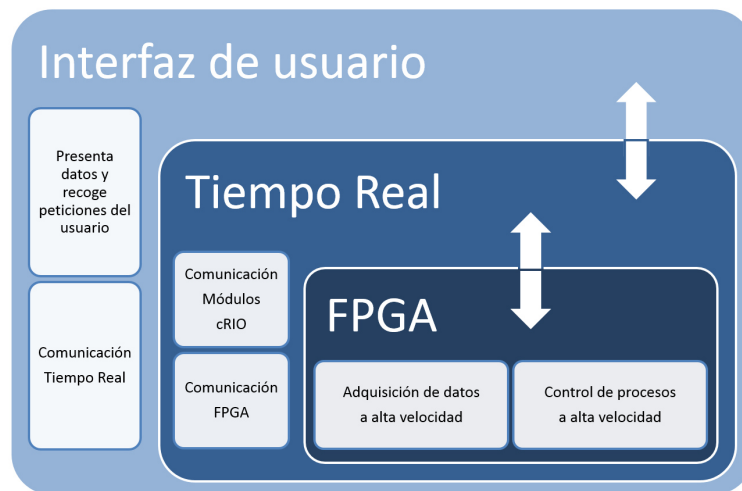 Interfaz de usuario
Presenta
datos y
recoge
peticiones del
usuario
Comunicación
Tiempo Real
Tiempo Real
Comunicación
Módulos
cRIO
Comunicación
FPGA
FPGA
Adquisición de datos
a alta velocidad
Control de procesos
a alta velocidad